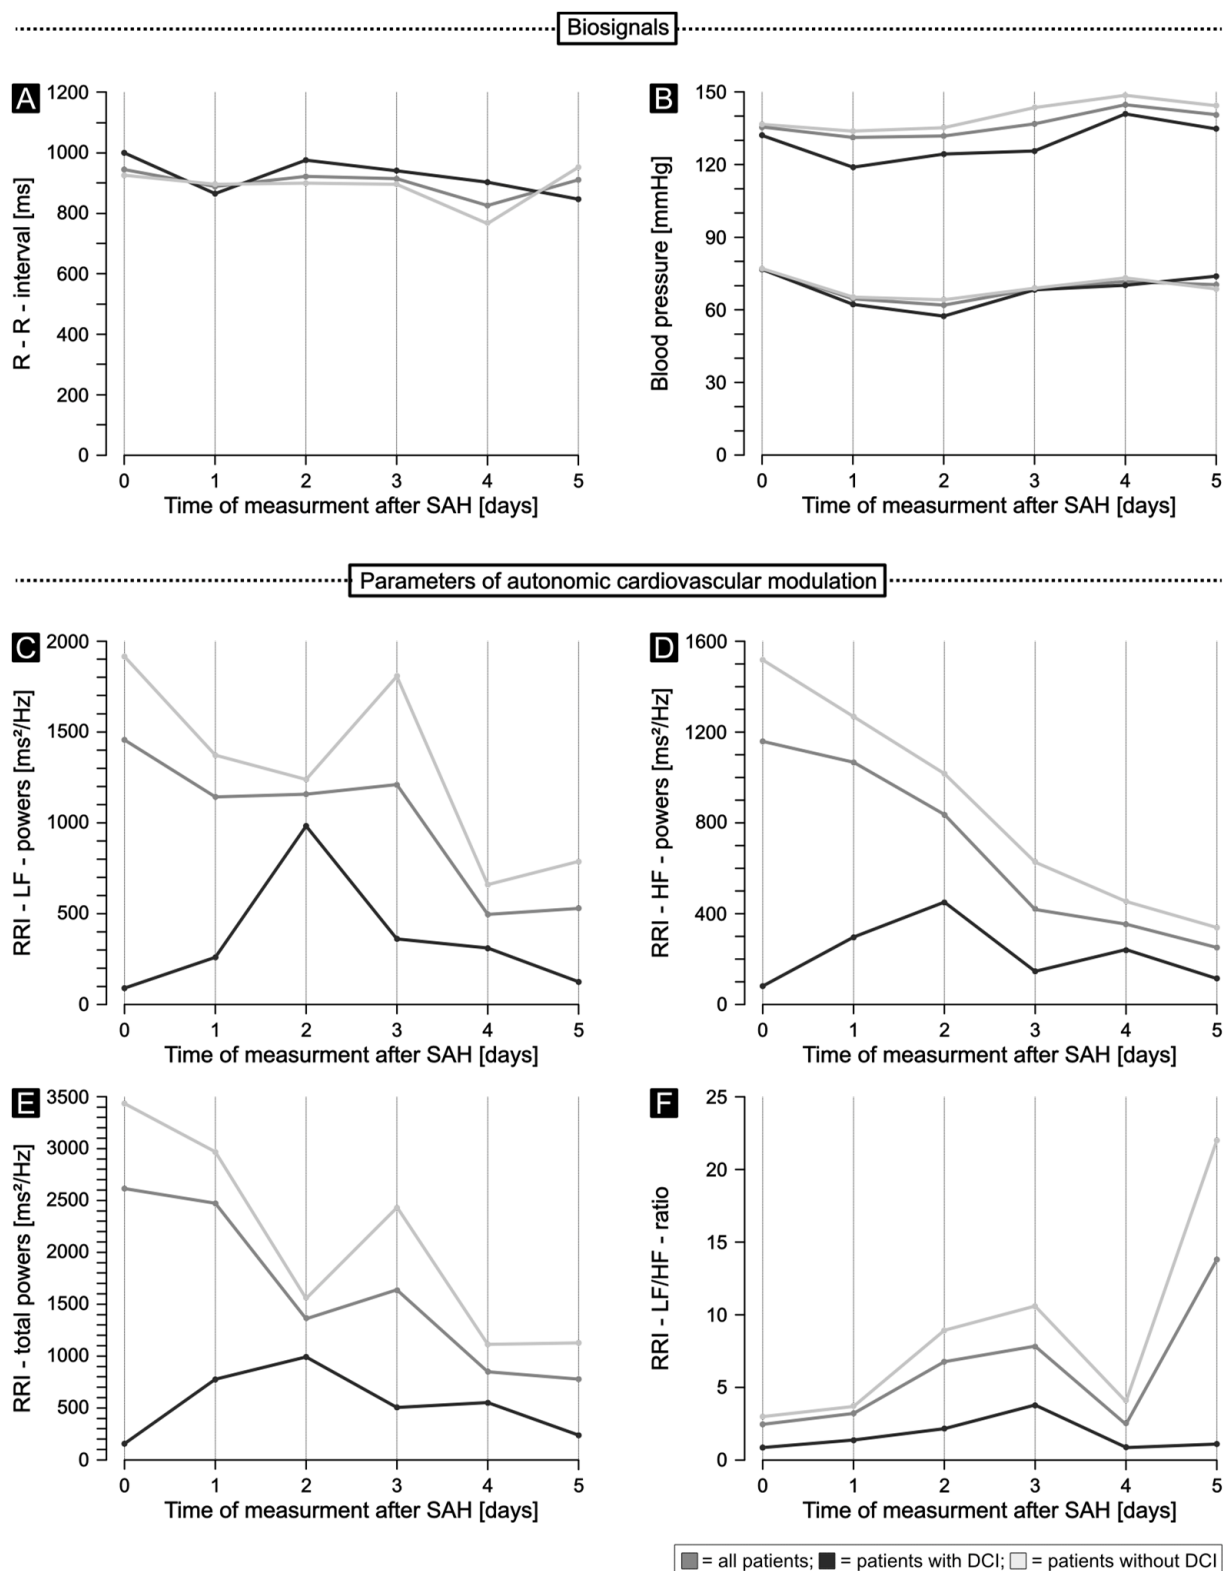 Biosignals
A
R - R - interval [ms]
1200
1000
800
600
400
200
0
0 1 2 3 4 5
Time of measurment after SAH [days]
B
Blood pressure [mmHg]
150
120
90
60
30
0
0 1 2 3 4 5
Time of measurment after SAH [days]
Parameters of autonomic cardiovascular modulation
C
RRI - LF - powers [ms²/Hz]
2000
1500
1000
500
0
0 1 2 3 4 5
Time of measurment after SAH [days]
D
RRI - HF - powers [ms²/Hz]
1600
1200
800
400
0
0 1 2 3 4 5
Time of measurment after SAH [days]
E
RRI - total powers [ms²/Hz]
3500
3000
2500
2000
1500
1000
500
0
0 1 2 3 4 5
Time of measurment after SAH [days]
F
RRI - LF/HF - ratio
25
20
15
10
5
0
0 1 2 3 4 5
Time of measurment after SAH [days]
= all patients; = patients with DCI; = patients without DCI